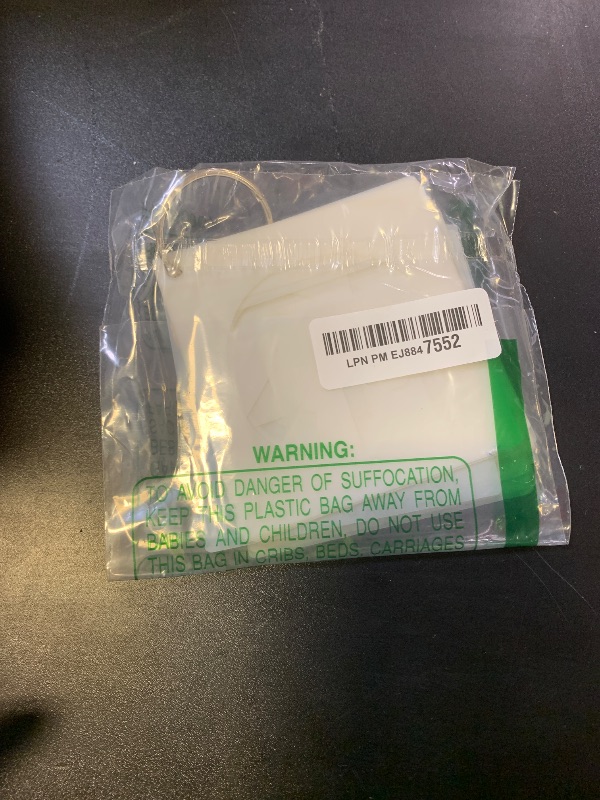 LPN PM EJ8847552
WARNING:
TO AVOID DANGER OF SUFFOCATION,
KEEP THIS PLASTIC BAG AWAY FROM
BABIES AND CHILDREN, DO NOT USE
THIS BAG IN CRIBS, BEDS, CARRIAGES